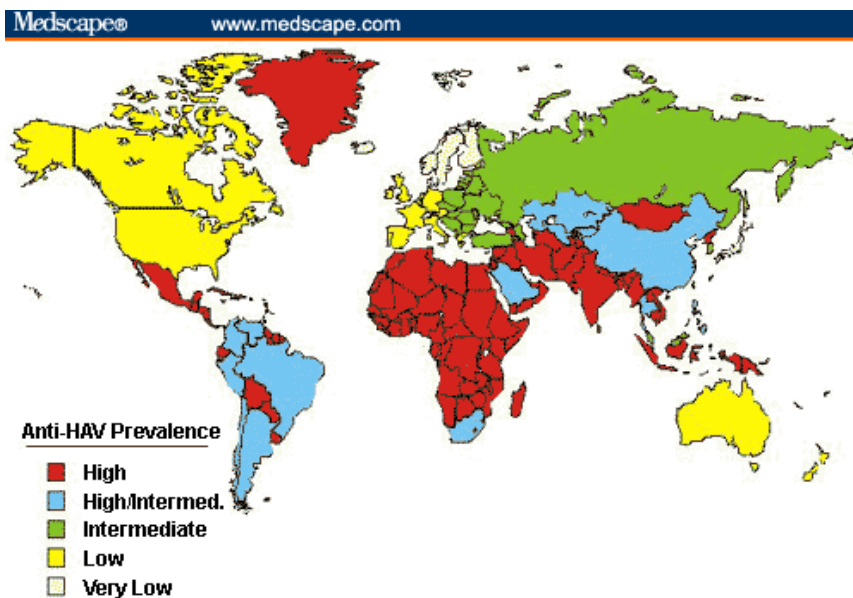 Medscape® www.medscape.com
Anti-HAV Prevalence
High
High/Intermed.
Intermediate
Low
Very Low